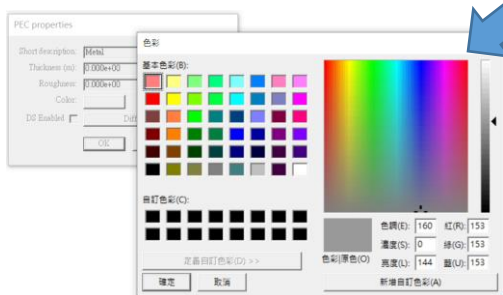 PEC properties
Short description: Metal
Thickness (m): 0.000e+00
Roughness: 0.000e+00
Color:
DS Enabled
OK
色彩
基本色彩(B):
自訂色彩(C):
定義自訂色彩(D) >>
確定 取消
色彩|原色(O)
色調(E): 160 紅(R): 153
濃度(S): 0 綠(G): 153
亮度(L): 144 藍(U): 153
新增自訂色彩(A)